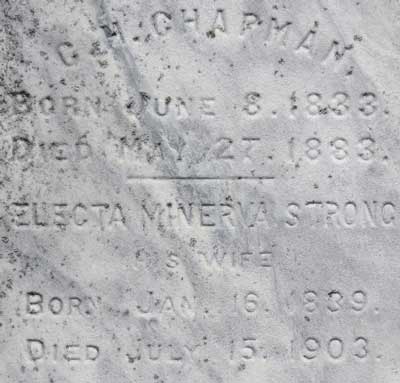 C. H. CHAPMAN.
BORN JUNE 8. 1833.
DIED MAY 27. 1883.
ELECTA MINERVA STRONG
HIS WIFE
BORN JAN. 16. 1839.
DIED JULY 15. 1903.